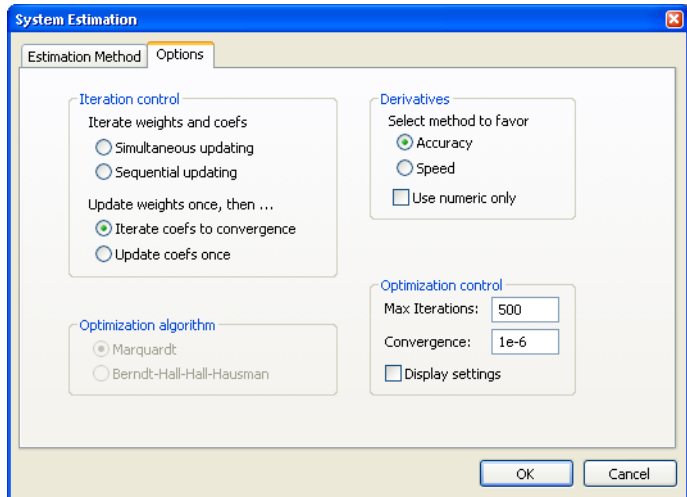 System Estimation
Estimation Method
Options
Iteration control
Iterate weights and coefs
Simultaneous updating
Sequential updating
Update weights once, then ...
Iterate coefs to convergence
Update coefs once
Optimization algorithm
Marquardt
Berndt-Hall-Hall-Hausman
Derivatives
Select method to favor
Accuracy
Speed
Use numeric only
Optimization control
Max Iterations: 500
Convergence: 1e-6
Display settings
OK
Cancel